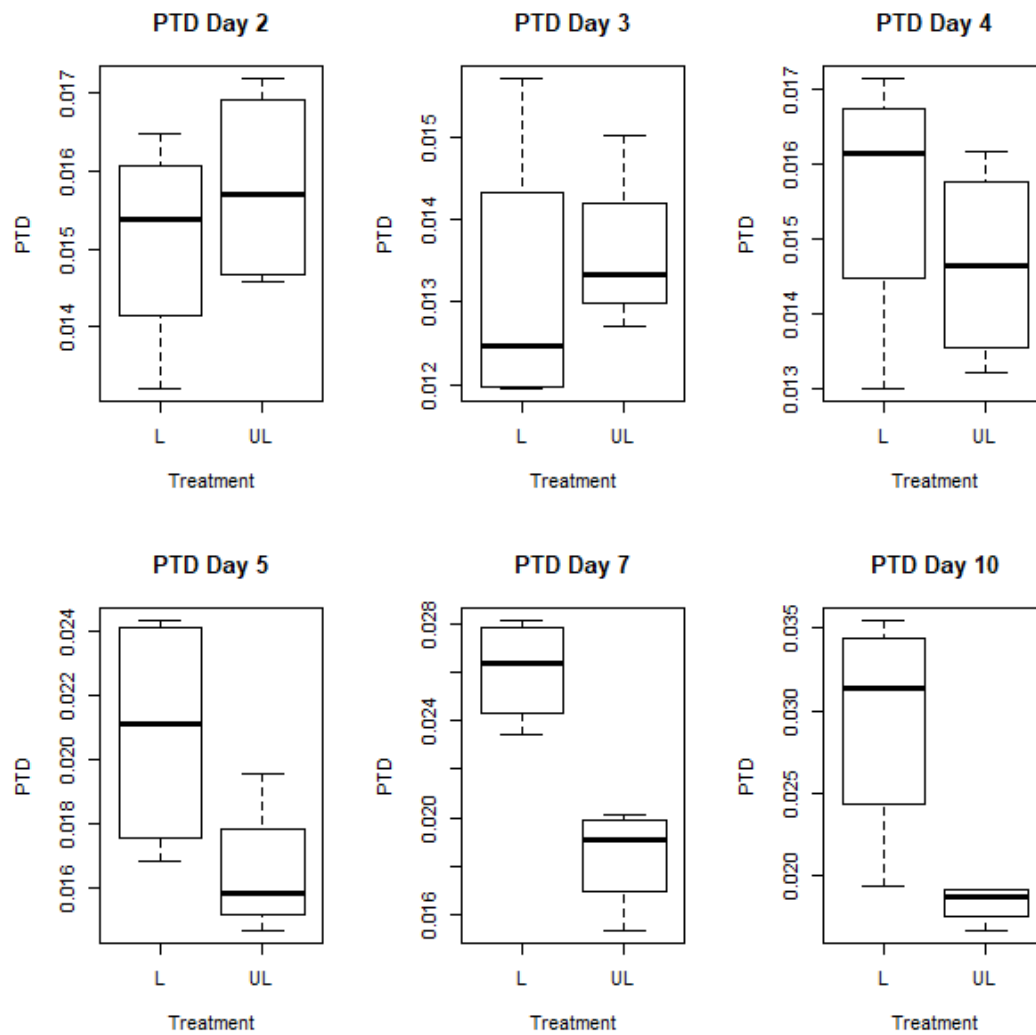 PTD Day 2
PTD
0.017
0.016
0.015
0.014
L UL
Treatment
PTD Day 3
PTD
0.015
0.014
0.013
0.012
L UL
Treatment
PTD Day 4
PTD
0.017
0.016
0.015
0.014
0.013
L UL
Treatment
PTD Day 5
PTD
0.024
0.022
0.020
0.018
0.016
L UL
Treatment
PTD Day 7
PTD
0.028
0.024
0.020
0.016
L UL
Treatment
PTD Day 10
PTD
0.035
0.030
0.025
0.020
L UL
Treatment